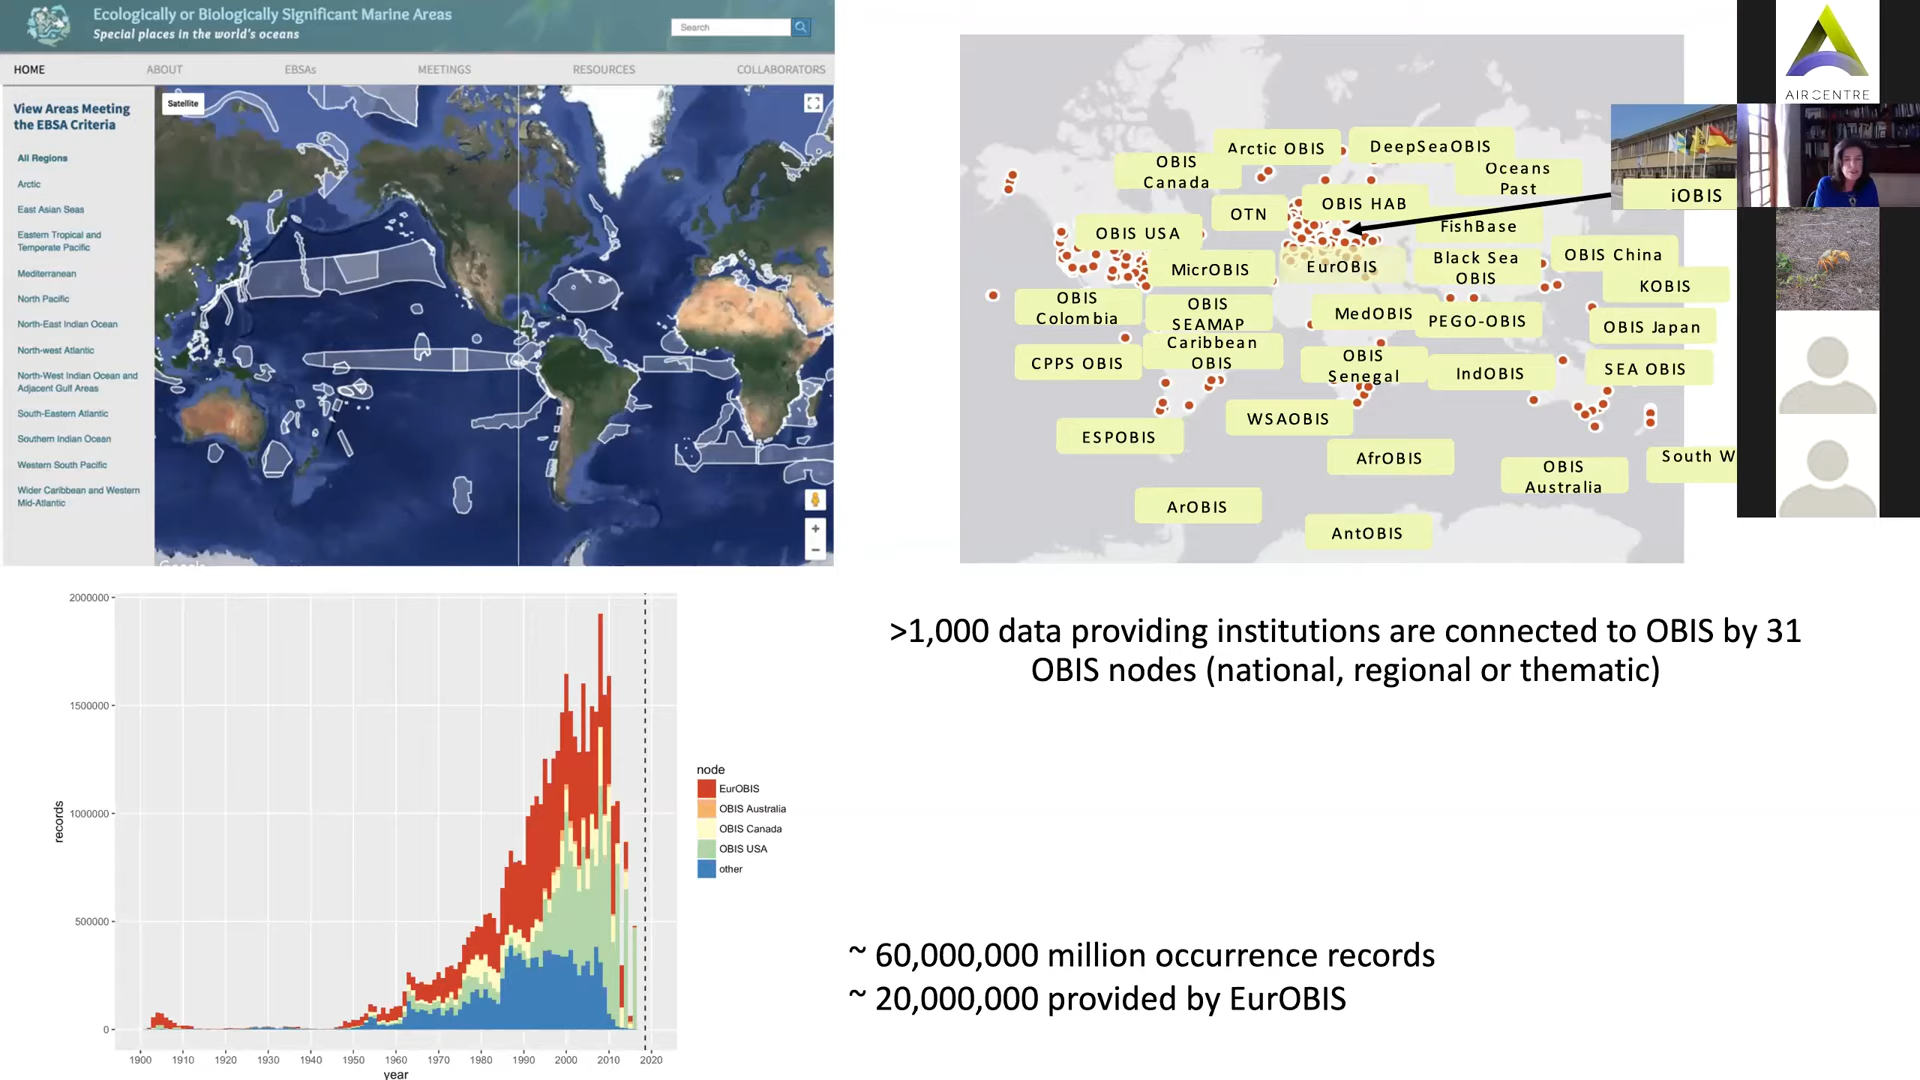 Ecologically or Biologically Significant Marine Areas
Special places in the world's oceans
Search
HOME
ABOUT
EBSAs
MEETINGS
RESOURCES
COLLABORATORS
View Areas Meeting
the EBSA Criteria
All Regions
Arctic
East Asian Seas
Eastern Tropical and
Temperate Pacific
Mediterranean
North Pacific
North-East Indian Ocean
North-west Atlantic
North-West Indian Ocean and
Adjacent Gulf Areas
South-Eastern Atlantic
Southern Indian Ocean
Western South Pacific
Wider Caribbean and Western
Mid-Atlantic
Satellite
Google
+
−
Arctic OBIS
DeepSeaOBIS
OBIS
Canada
Oceans
Past
iOBIS
OTN
OBIS HAB
OBIS USA
FishBase
MicrOBIS
EurOBIS
Black Sea
OBIS
OBIS China
KOBIS
OBIS
Colombia
OBIS
SEAMAP
MedOBIS
PEGO-OBIS
OBIS Japan
CPPS OBIS
Caribbean
OBIS
OBIS
Senegal
IndOBIS
SEA OBIS
ESPOBIS
WSAOBIS
AfrOBIS
OBIS
Australia
South W
ArOBIS
AntOBIS
AIR CENTRE
>1,000 data providing institutions are connected to OBIS by 31
OBIS nodes (national, regional or thematic)
2000000
1500000
1000000
500000
0
records
1900
1910
1920
1930
1940
1950
1960
1970
1980
1990
2000
2010
2020
year
node
EurOBIS
OBIS Australia
OBIS Canada
OBIS USA
other
~ 60,000,000 million occurrence records
~ 20,000,000 provided by EurOBIS